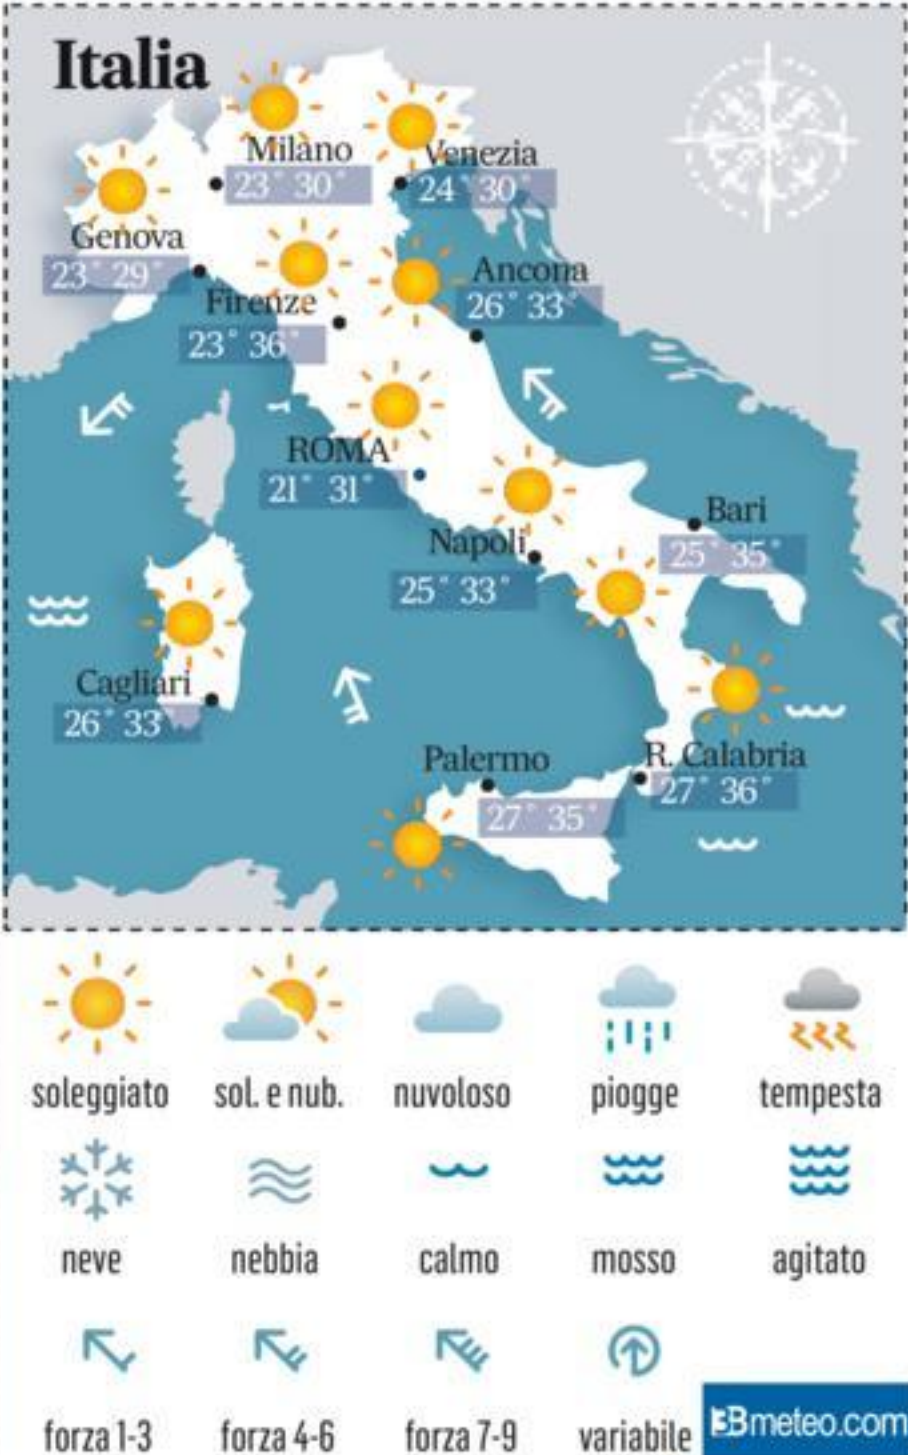 Italia
Milano
23° 30°
Venezia
24° 30°
Genova
23° 29°
Ancona
26° 33°
Firenze
23° 36°
ROMA
21° 31°
Bari
25° 35°
Napoli
25° 33°
Cagliari
26° 33°
Palermo
27° 35°
R. Calabria
27° 36°
soleggiato
sol. e nub.
nuvoloso
piogge
tempesta
neve
nebbia
calmo
mosso
agitato
forza 1-3
forza 4-6
forza 7-9
variabile
3Bmeteo.com